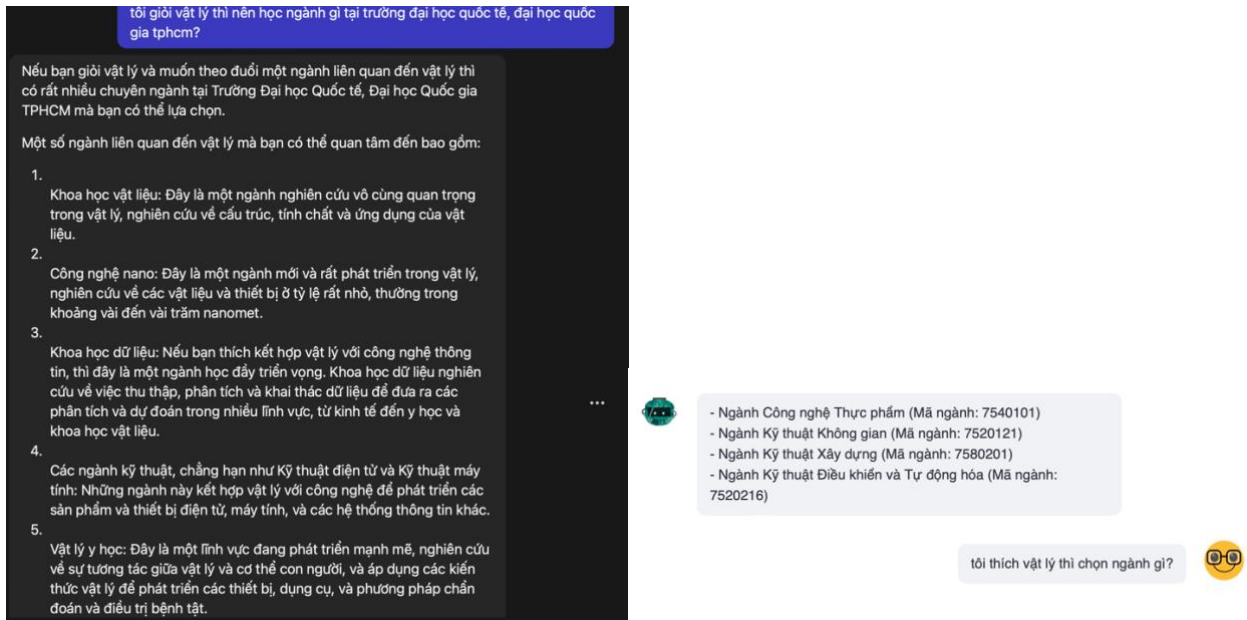 tôi giỏi vật lý thì nên học ngành gì tại trường đại học quốc tế, đại học quốc
gia tphcm?
Nếu bạn giỏi vật lý và muốn theo đuổi một ngành liên quan đến vật lý thì
có rất nhiều chuyên ngành tại Trường Đại học Quốc tế, Đại học Quốc gia
TPHCM mà bạn có thể lựa chọn.
Một số ngành liên quan đến vật lý mà bạn có thể quan tâm đến bao gồm:
1.
Khoa học vật liệu: Đây là một ngành nghiên cứu vô cùng quan trọng
trong vật lý, nghiên cứu về cấu trúc, tính chất và ứng dụng của vật
liệu.
2.
Công nghệ nano: Đây là một ngành mới và rất phát triển trong vật lý,
nghiên cứu về các vật liệu và thiết bị ở tỷ lệ rất nhỏ, thường trong
khoảng vài đến vài trăm nanomet.
3.
Khoa học dữ liệu: Nếu bạn thích kết hợp vật lý với công nghệ thông
tin, thì đây là một ngành học đầy triển vọng. Khoa học dữ liệu nghiên
cứu về việc thu thập, phân tích và khai thác dữ liệu để đưa ra các
phân tích và dự đoán trong nhiều lĩnh vực, từ kinh tế đến y học và
khoa học vật liệu.
4.
Các ngành kỹ thuật, chẳng hạn như Kỹ thuật điện tử và Kỹ thuật máy
tính: Những ngành này kết hợp vật lý với công nghệ để phát triển các
sản phẩm và thiết bị điện tử, máy tính, và các hệ thống thông tin khác.
5.
Vật lý y học: Đây là một lĩnh vực đang phát triển mạnh mẽ, nghiên cứu
về sự tương tác giữa vật lý và cơ thể con người, và áp dụng các kiến
thức vật lý để phát triển các thiết bị, dụng cụ, và phương pháp chẩn
đoán và điều trị bệnh tật.
- Ngành Công nghệ Thực phẩm (Mã ngành: 7540101)
- Ngành Kỹ thuật Không gian (Mã ngành: 7520121)
- Ngành Kỹ thuật Xây dựng (Mã ngành: 7580201)
- Ngành Kỹ thuật Điều khiển và Tự động hóa (Mã ngành:
7520216)
tôi thích vật lý thì chọn ngành gì?